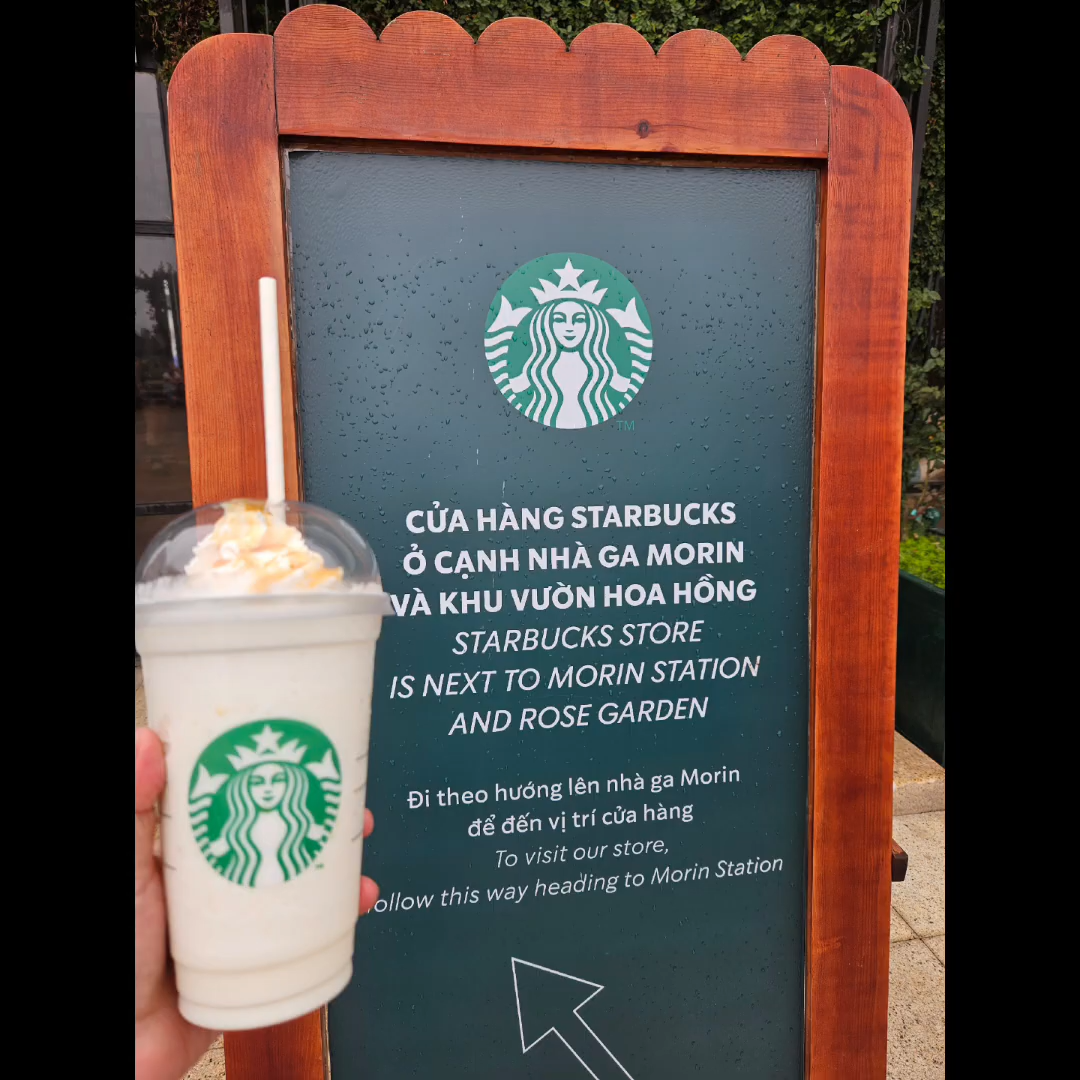 TM
CỬA HÀNG STARBUCKS
Ở CẠNH NHÀ GA MORIN
VÀ KHU VƯỜN HOA HỒNG
STARBUCKS STORE
IS NEXT TO MORIN STATION
AND ROSE GARDEN
Đi theo hướng lên nhà ga Morin
để đến vị trí cửa hàng
To visit our store,
follow this way heading to Morin Station